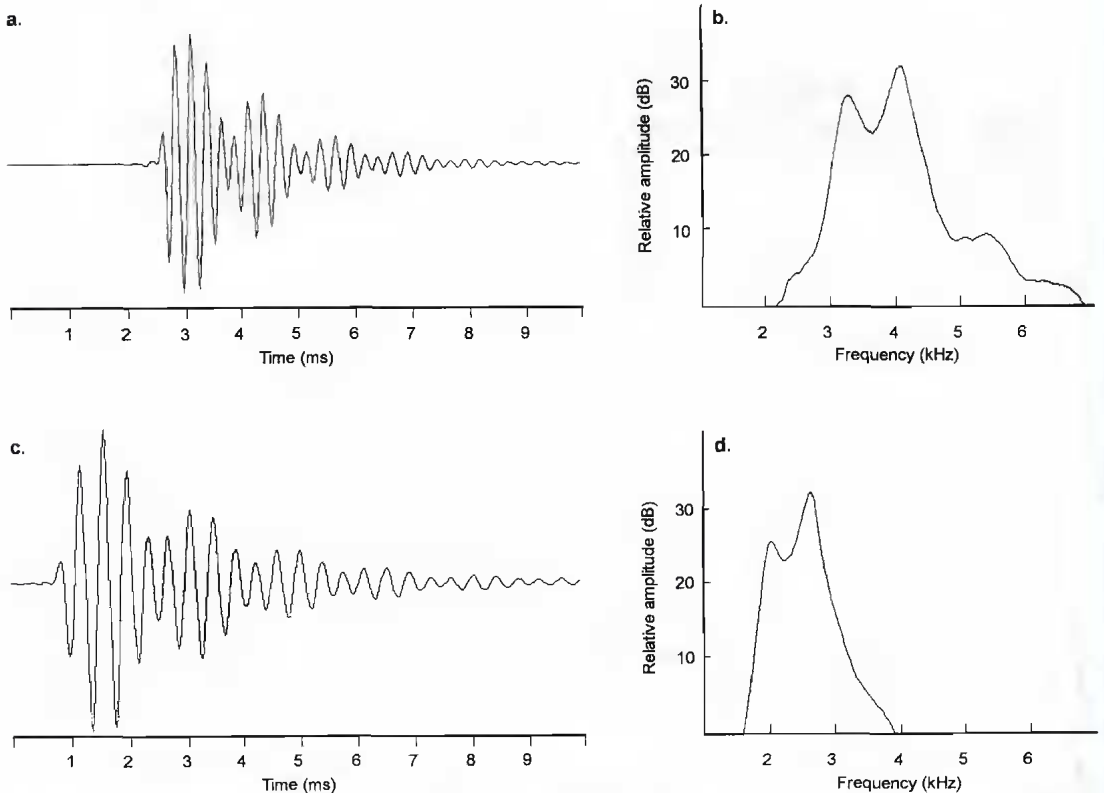 a.
1 2 3 4 5 6 7 8 9
Time (ms)
b.
30
20
10
Relative amplitude (dB)
2 3 4 5 6
Frequency (kHz)
c.
1 2 3 4 5 6 7 8 9
Time (ms)
d.
30
20
10
Relative amplitude (dB)
2 3 4 5 6
Frequency (kHz)